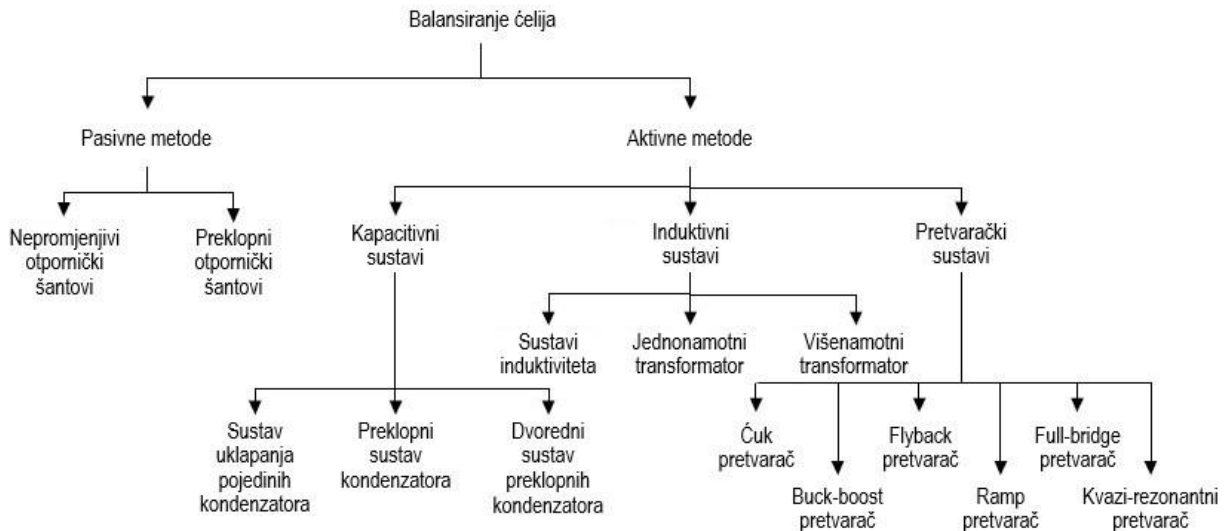 Balansiranje ćelija
Pasivne metode
Aktivne metode
Nepromjenjivi
otpornički
šantovi
Preklopni
otpornički
šantovi
Kapacitivni
sustavi
Induktivni
sustavi
Pretvarački
sustavi
Sustavi
induktiviteta
Jednonamotni
transformator
Višenamotni
transformator
Sustav
uklapanja
pojedinih
kondenzatora
Preklopni
sustav
kondenzatora
Dvoredni
sustav
preklopnih
kondenzatora
Ćuk
pretvarač
Buck-boost
pretvarač
Flyback
pretvarač
Ramp
pretvarač
Full-bridge
pretvarač
Kvazi-rezonantni
pretvarač